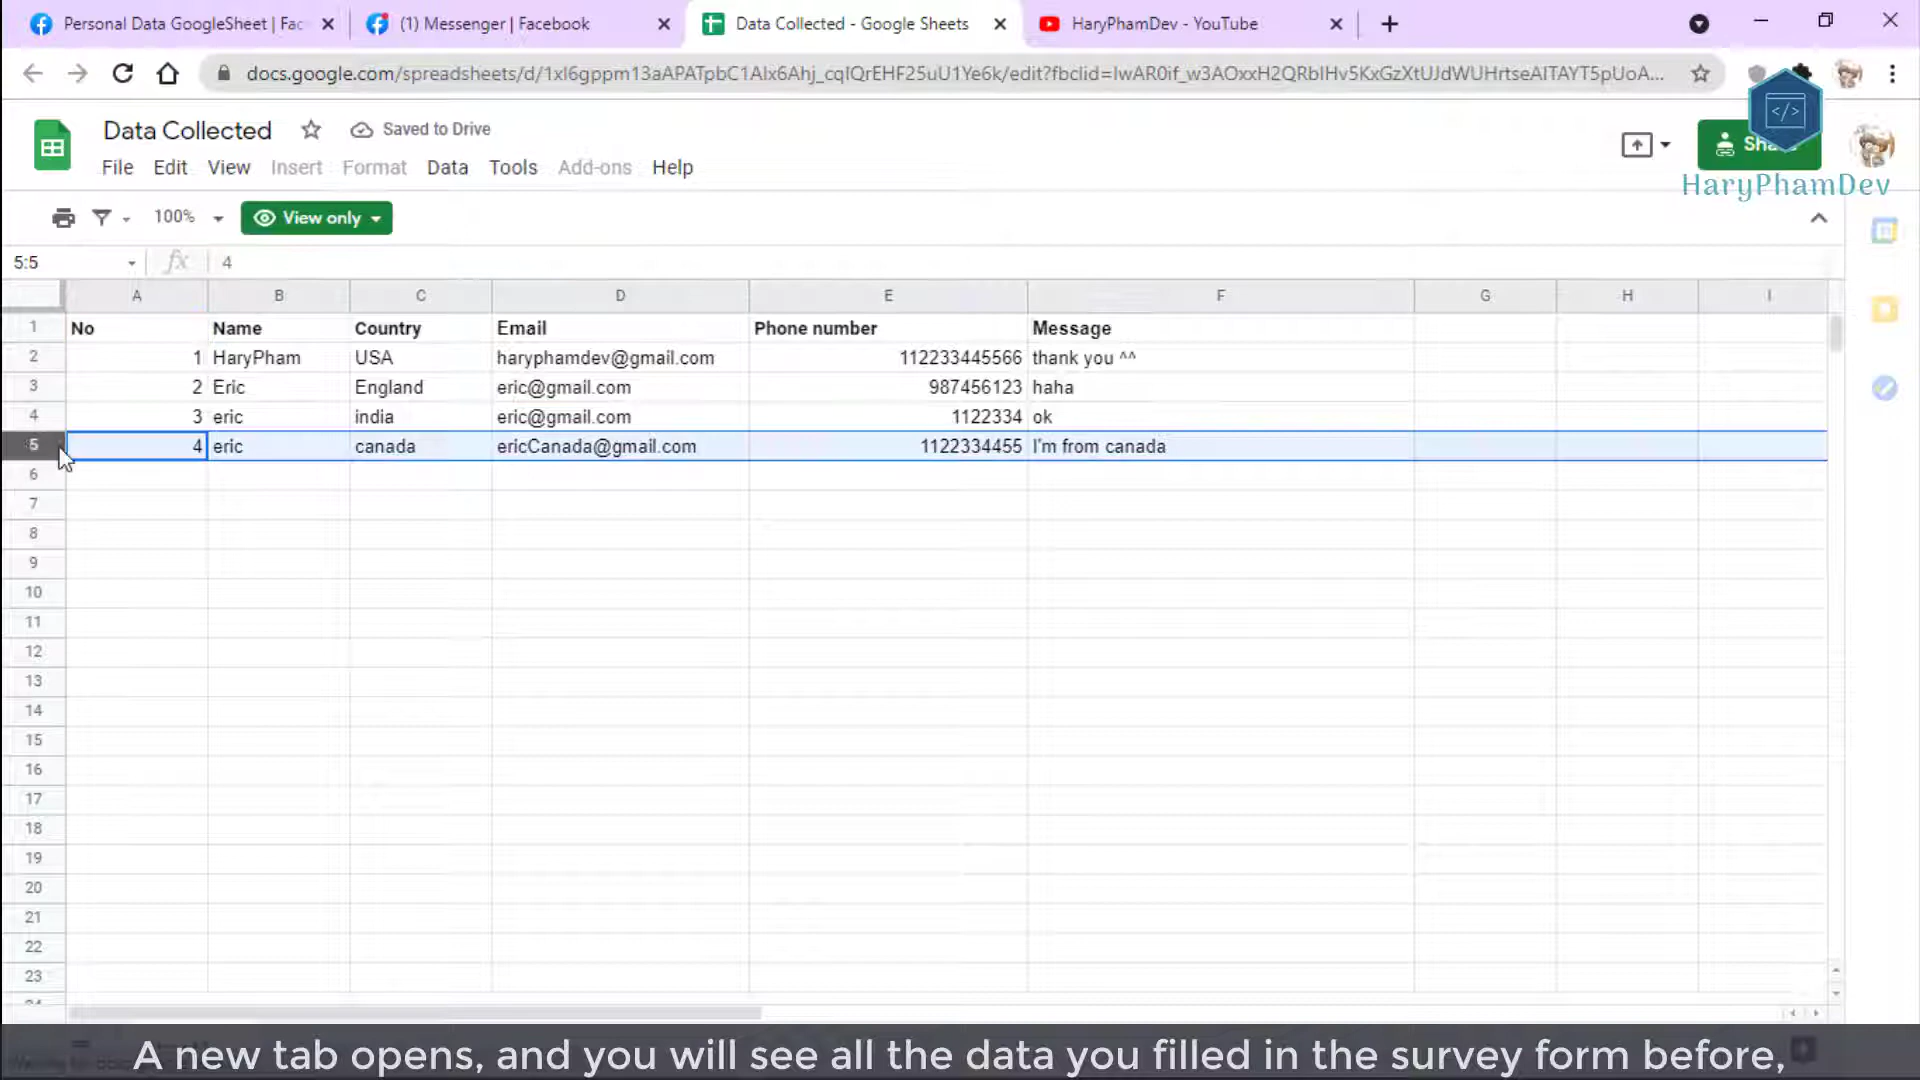 Personal Data GoogleSheet | Fac
(1) Messenger | Facebook
Data Collected - Google Sheets
HaryPhamDev - YouTube
docs.google.com/spreadsheets/d/1xI6gppm13aAPATpbC1AIx6Ahj_cqIQrEHF25uU1Ye6k/edit?fbclid=IwAR0if_w3AOxxH2QRbIHv5KxGzXtUJdWUHrtseAITAYT5pUoA...
Data Collected
Saved to Drive
File Edit View Insert Format Data Tools Add-ons Help
HaryPhamDev
100%
View only
5:5
fx
4
A B C D E F G H I
1 No Name Country Email Phone number Message
2 1 HaryPham USA haryphamdev@gmail.com 112233445566 thank you ^^
3 2 Eric England eric@gmail.com 987456123 haha
4 3 eric india eric@gmail.com 1122334 ok
5 4 eric canada ericCanada@gmail.com 1122334455 I'm from canada
6
7
8
9
10
11
12
13
14
15
16
17
18
19
20
21
22
23
A new tab opens, and you will see all the data you filled in the survey form before,